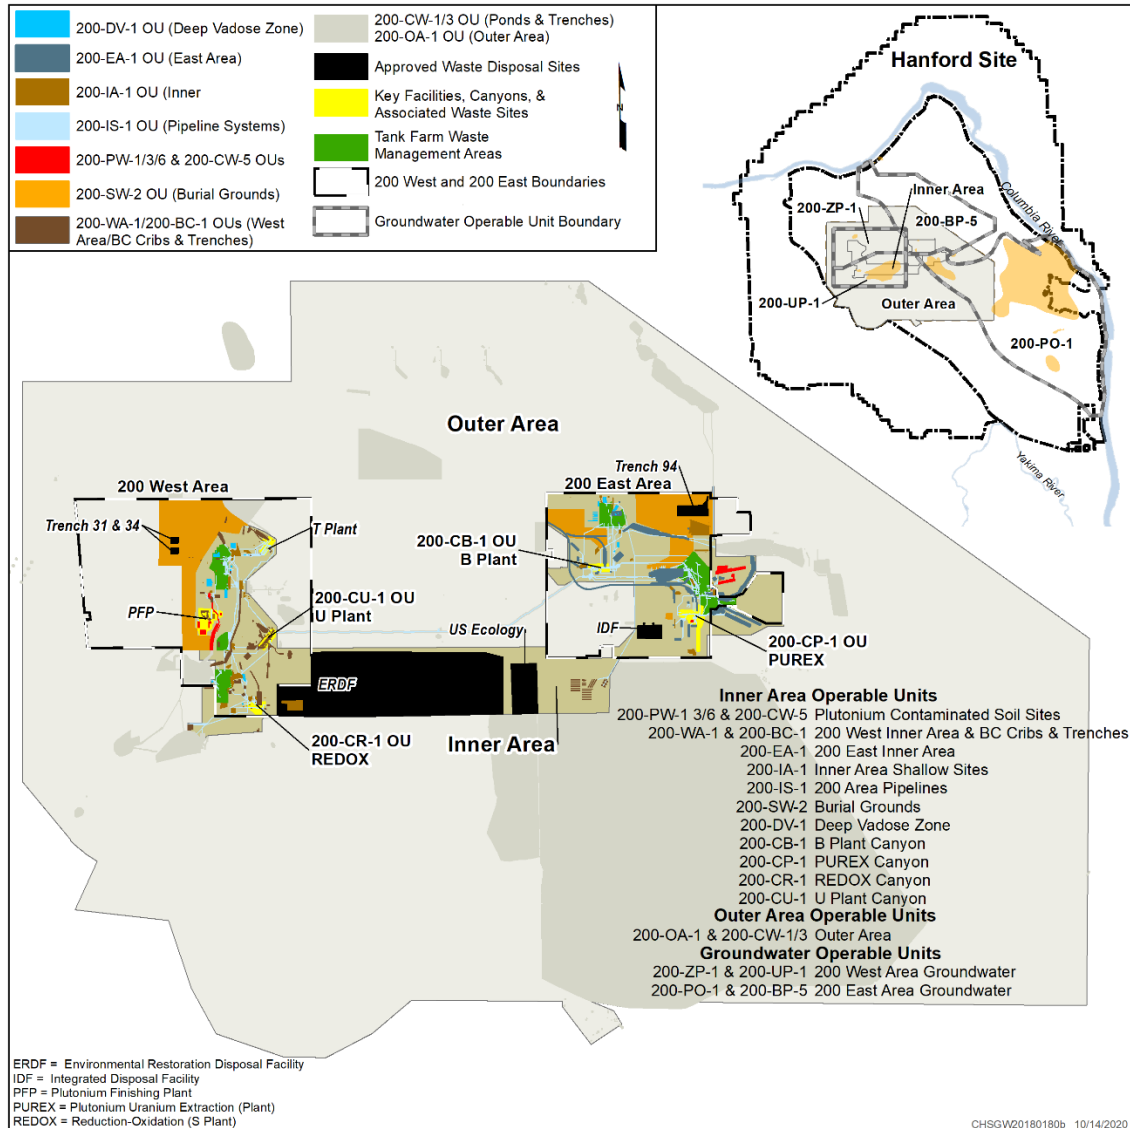 200-DV-1 OU (Deep Vadose Zone)
200-EA-1 OU (East Area)
200-IA-1 OU (Inner
200-IS-1 OU (Pipeline Systems)
200-PW-1/3/6 & 200-CW-5 OUs
200-SW-2 OU (Burial Grounds)
200-WA-1/200-BC-1 OUs (West
Area/BC Cribs & Trenches)
200-CW-1/3 OU (Ponds & Trenches)
200-OA-1 OU (Outer Area)
Approved Waste Disposal Sites
Key Facilities, Canyons, &
Associated Waste Sites
Tank Farm Waste
Management Areas
200 West and 200 East Boundaries
Groundwater Operable Unit Boundary
N
Hanford Site
Inner Area
200-ZP-1
200-BP-5
Columbia River
200-UP-1
Outer Area
200-PO-1
Yakima River
Outer Area
200 West Area
Trench 31 & 34
T Plant
PFP
200-CU-1 OU
U Plant
ERDF
200-CR-1 OU
REDOX
US Ecology
Inner Area
Trench 94
200 East Area
200-CB-1 OU
B Plant
IDF
200-CP-1 OU
PUREX
Inner Area Operable Units
200-PW-1 3/6 & 200-CW-5 Plutonium Contaminated Soil Sites
200-WA-1 & 200-BC-1 200 West Inner Area & BC Cribs & Trenches
200-EA-1 200 East Inner Area
200-IA-1 Inner Area Shallow Sites
200-IS-1 200 Area Pipelines
200-SW-2 Burial Grounds
200-DV-1 Deep Vadose Zone
200-CB-1 B Plant Canyon
200-CP-1 PUREX Canyon
200-CR-1 REDOX Canyon
200-CU-1 U Plant Canyon
Outer Area Operable Units
200-OA-1 & 200-CW-1/3 Outer Area
Groundwater Operable Units
200-ZP-1 & 200-UP-1 200 West Area Groundwater
200-PO-1 & 200-BP-5 200 East Area Groundwater
ERDF = Environmental Restoration Disposal Facility
IDF = Integrated Disposal Facility
PFP = Plutonium Finishing Plant
PUREX = Plutonium Uranium Extraction (Plant)
REDOX = Reduction-Oxidation (S Plant)
CHSGW20180180b 10/14/2020